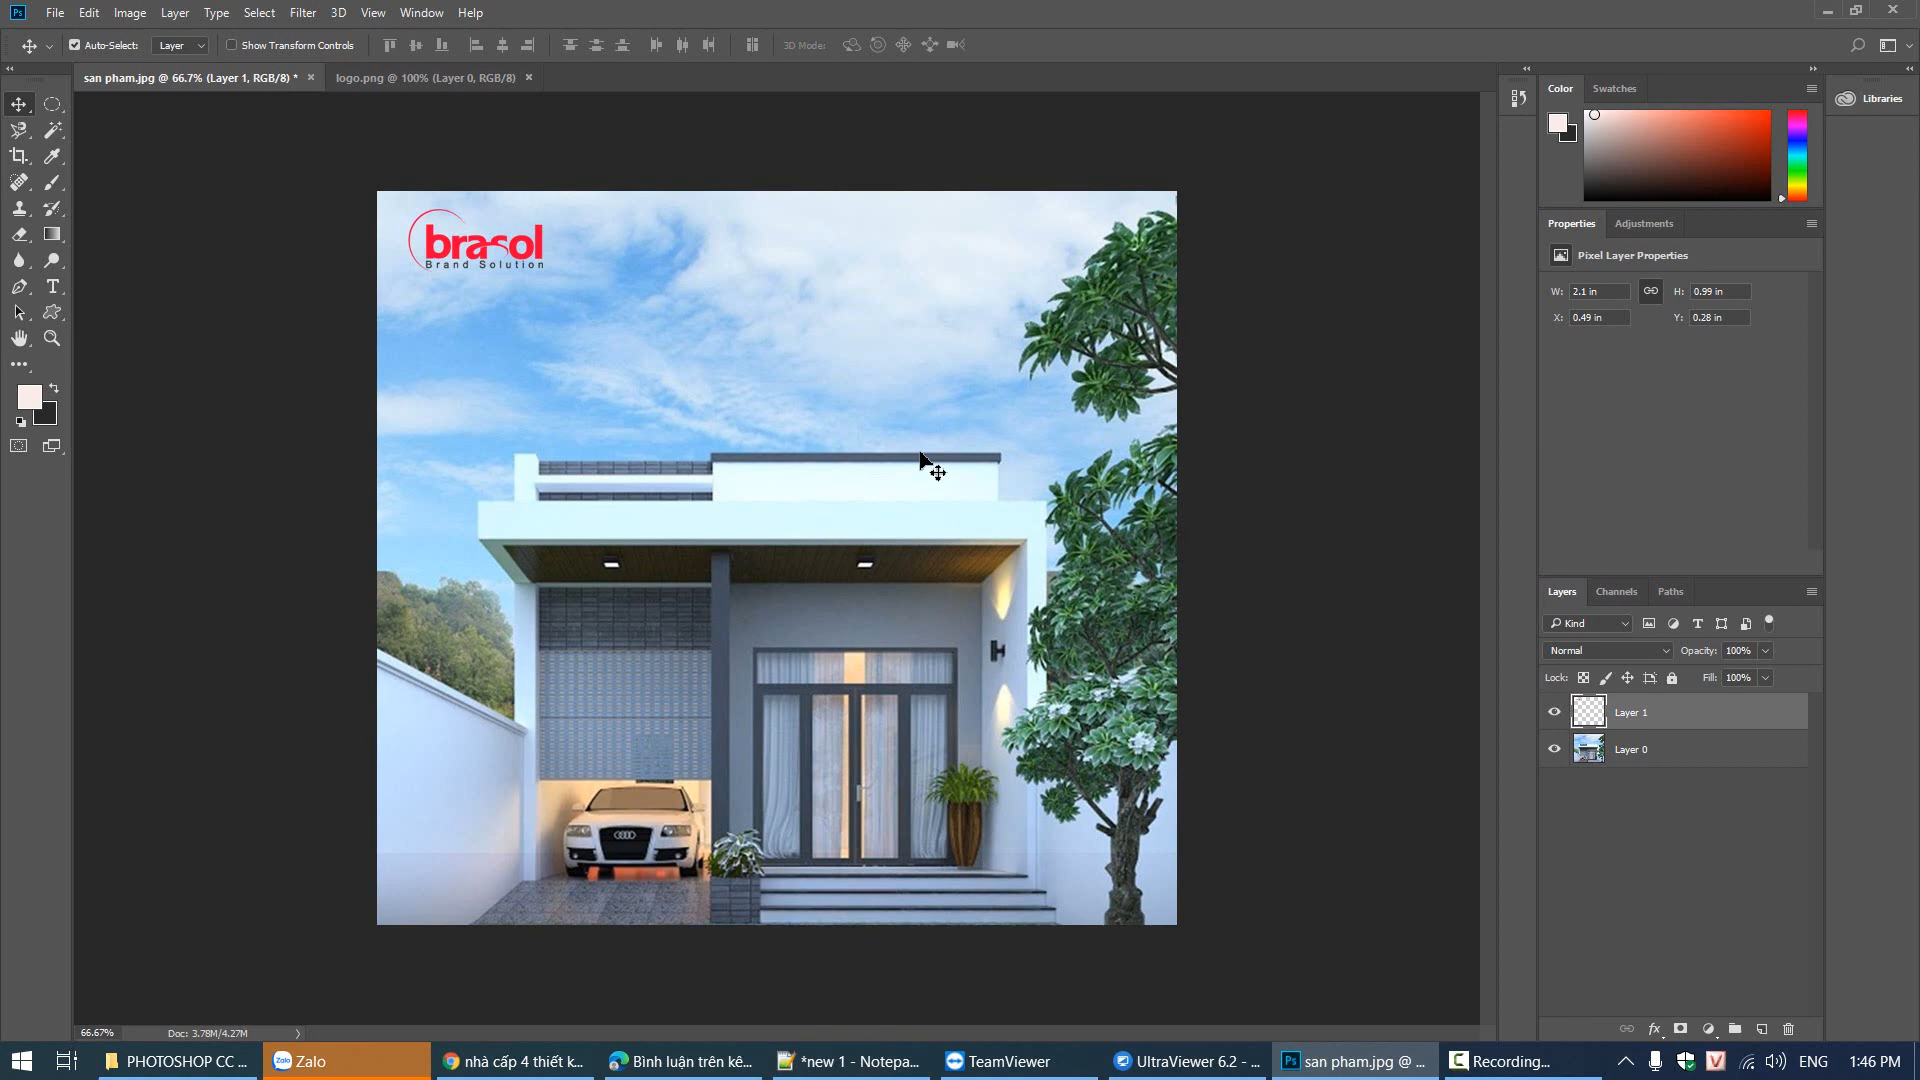 Ps File Edit Image Layer Type Select Filter 3D View Window Help
Auto-Select: Layer Show Transform Controls 3D Mode:
san pham.jpg @ 66.7% (Layer 1, RGB/8) * logo.png @ 100% (Layer 0, RGB/8)
Color Swatches
Libraries
brasol
Brand Solution
Properties Adjustments
Pixel Layer Properties
W: 2.1 in H: 0.99 in
X: 0.49 in Y: 0.28 in
Layers Channels Paths
Kind
Normal Opacity: 100%
Lock: Fill: 100%
Layer 1
Layer 0
66.67% Doc: 3.78M/4.27M
PHOTOSHOP CC ... Zalo Zalo nhà cấp 4 thiết k... Bình luận trên kê... *new 1 - Notepa... TeamViewer UltraViewer 6.2 - ... Ps san pham.jpg @ ... Recording... V ENG 1:46 PM